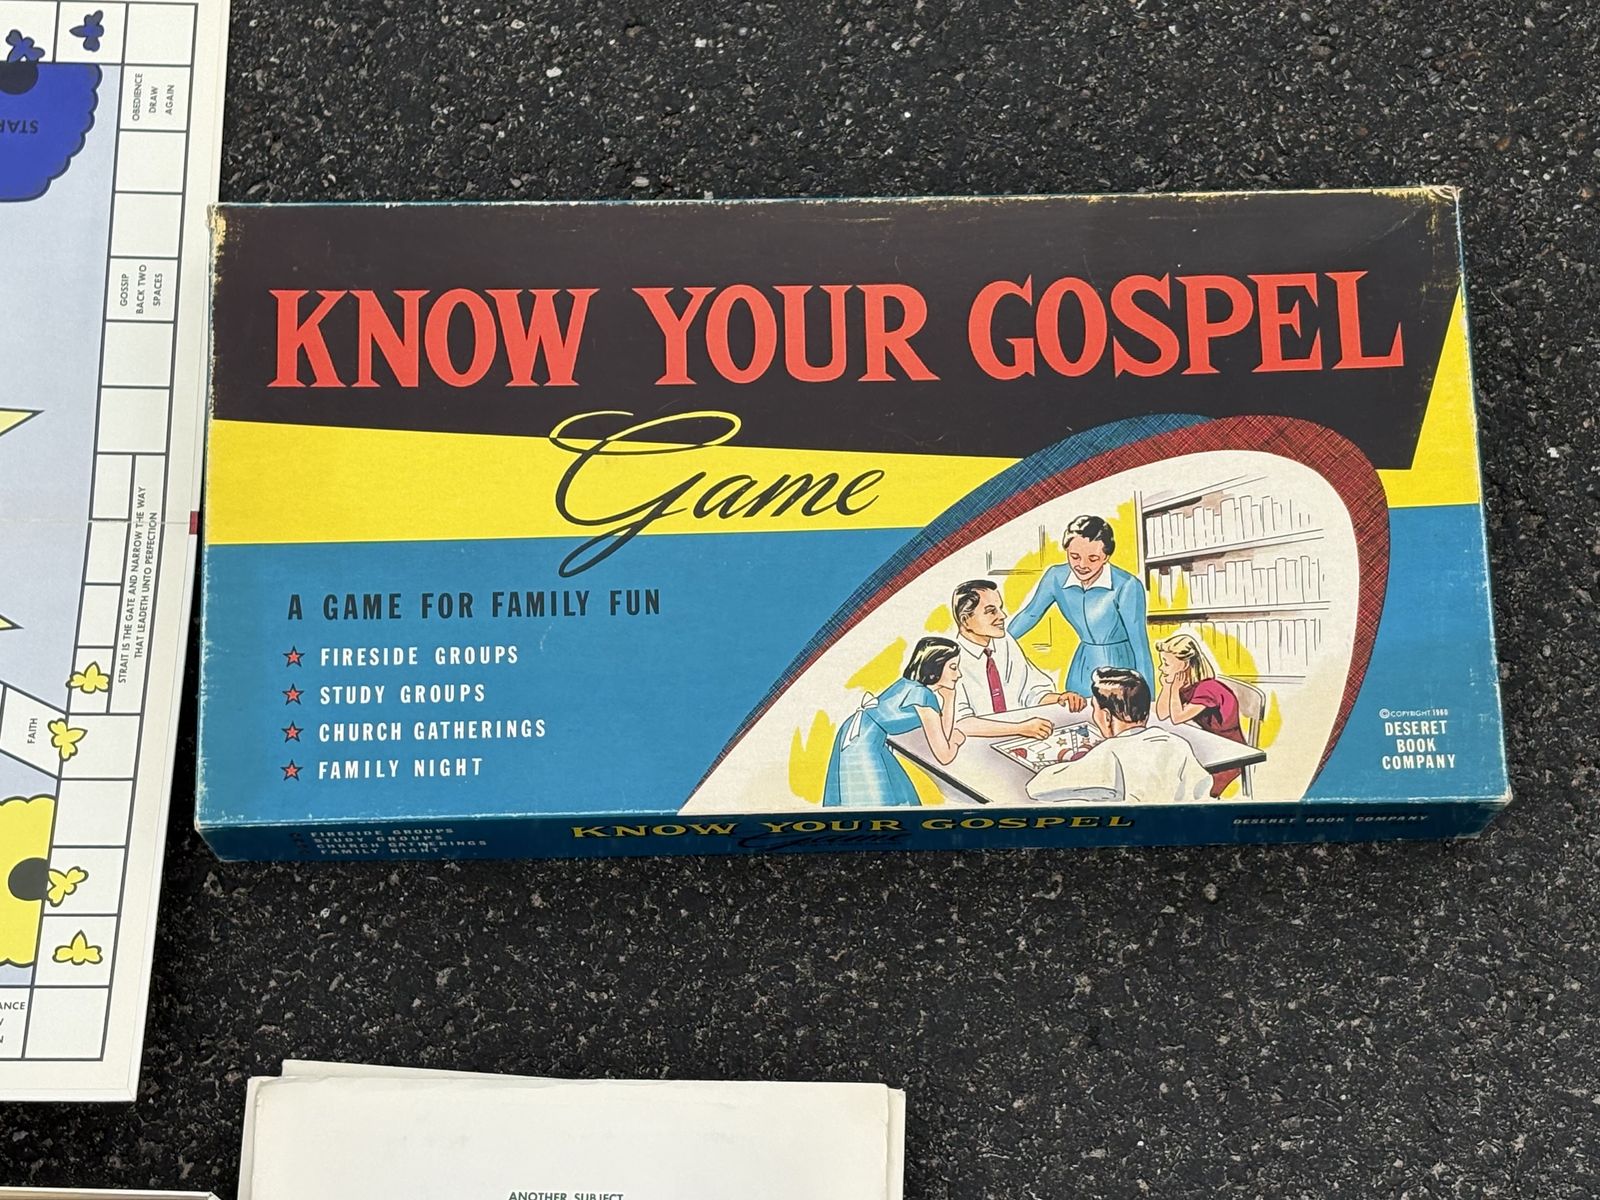 STAR
OBEDIENCE
DRAW
AGAIN
GOSSIP
BACK TWO
SPACES
STRAIT IS THE GATE AND NARROW THE WAY
THAT LEADETH UNTO PERFECTION
FAITH
KNOW YOUR GOSPEL
Game
A GAME FOR FAMILY FUN
FIRESIDE GROUPS
STUDY GROUPS
CHURCH GATHERINGS
FAMILY NIGHT
© COPYRIGHT 1960
DESERET
BOOK
COMPANY
FIRESIDE GROUPS
STUDY GROUPS
CHURCH GATHERINGS
FAMILY NIGHT
KNOW YOUR GOSPEL
Game
DESERET BOOK COMPANY
ANOTHER SUBJECT